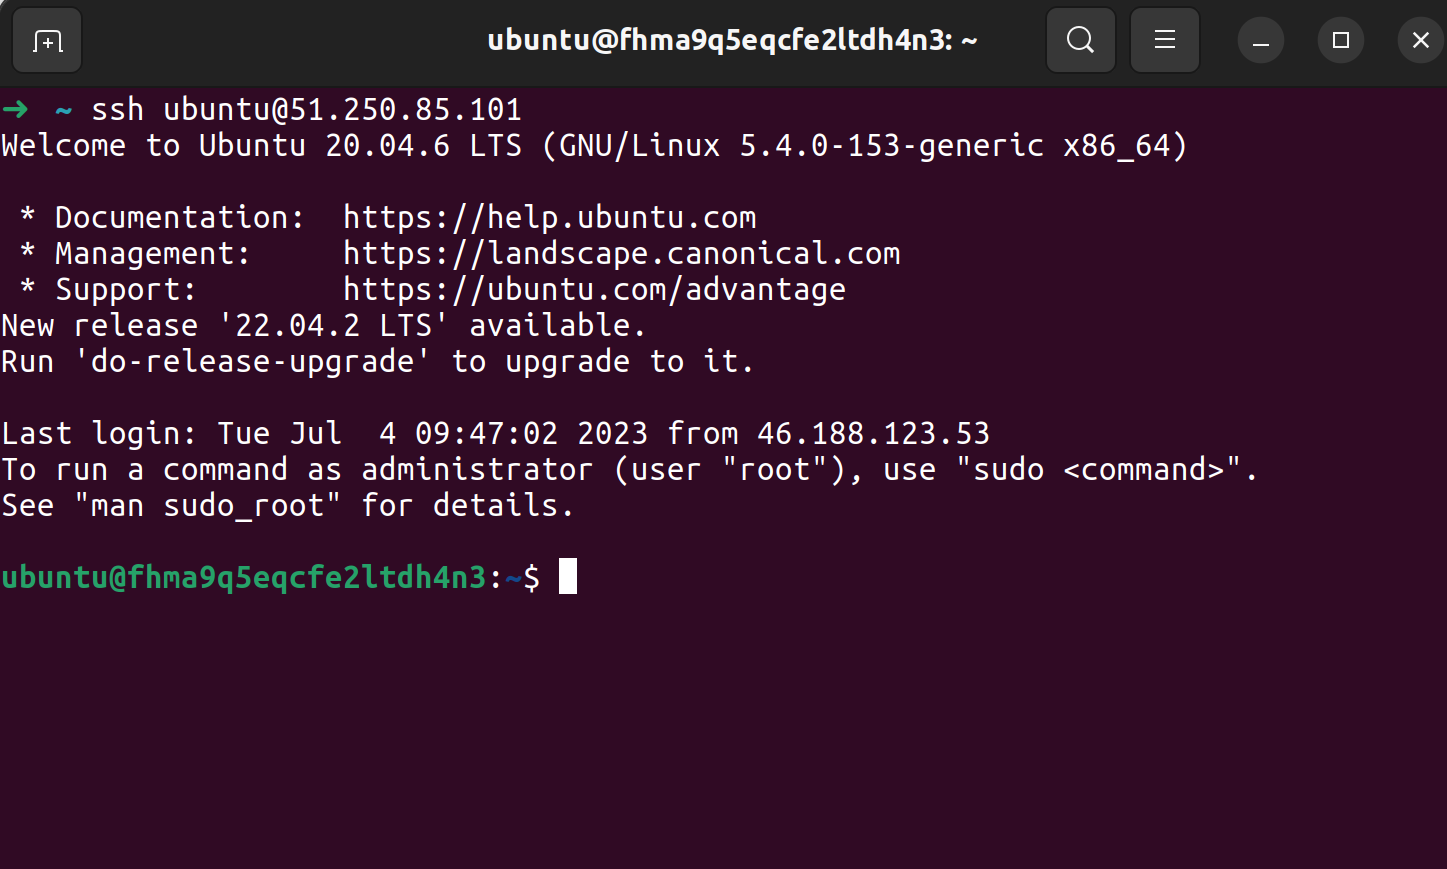 ubuntu@fhma9q5eqcfe2ltdh4n3: ~
➜  ~ ssh ubuntu@51.250.85.101
Welcome to Ubuntu 20.04.6 LTS (GNU/Linux 5.4.0-153-generic x86_64)

 * Documentation:  https://help.ubuntu.com
 * Management:     https://landscape.canonical.com
 * Support:        https://ubuntu.com/advantage
New release '22.04.2 LTS' available.
Run 'do-release-upgrade' to upgrade to it.

Last login: Tue Jul  4 09:47:02 2023 from 46.188.123.53
To run a command as administrator (user "root"), use "sudo <command>".
See "man sudo_root" for details.

ubuntu@fhma9q5eqcfe2ltdh4n3:~$